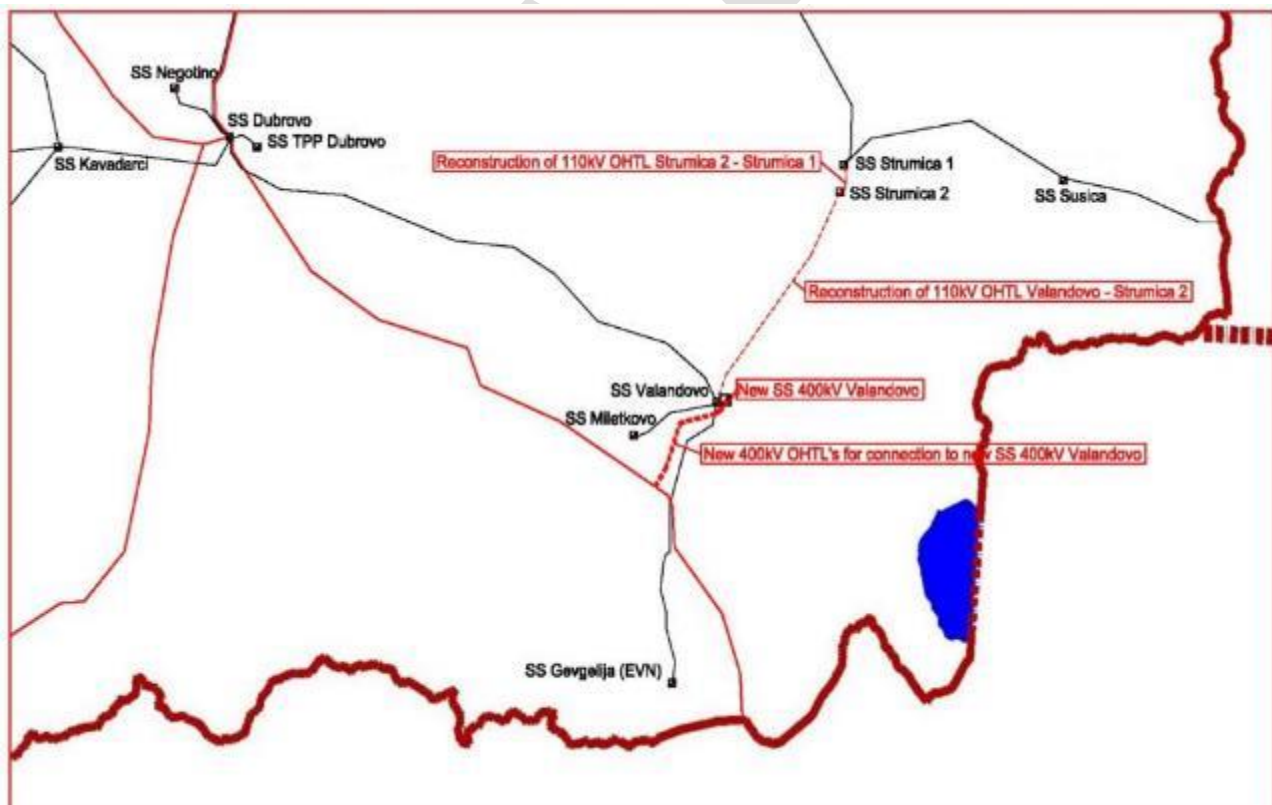 SS Negotino
SS Dubrovo
SS TPP Dubrovo
SS Kavadarci
Reconstruction of 110kV OHTL Strumica 2 - Strumica 1
SS Strumica 1
SS Strumica 2
SS Susica
Reconstruction of 110kV OHTL Valandovo - Strumica 2
SS Valandovo
New SS 400kV Valandovo
SS Miletkovo
New 400kV OHTL's for connection to new SS 400kV Valandovo
SS Gevgelija (EVN)